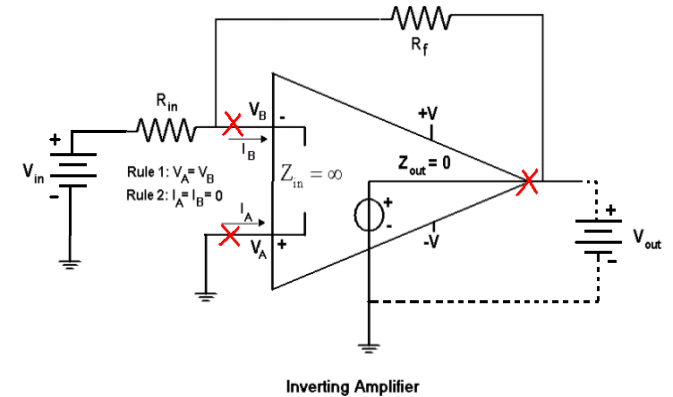 Rf
Rin
VB
-
+V
+
Vin
-
IB
Zin = ∞
Zout = 0
Rule 1: VA= VB
Rule 2: IA= IB= 0
IA
VA
+
+
-
-V
+
-
Vout
Inverting Amplifier